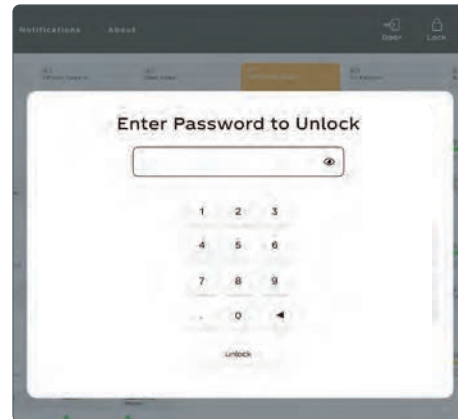 Notifications About
Door Lock
Enter Password to Unlock
1 2 3
4 5 6
7 8 9
. 0 ◄
unlock